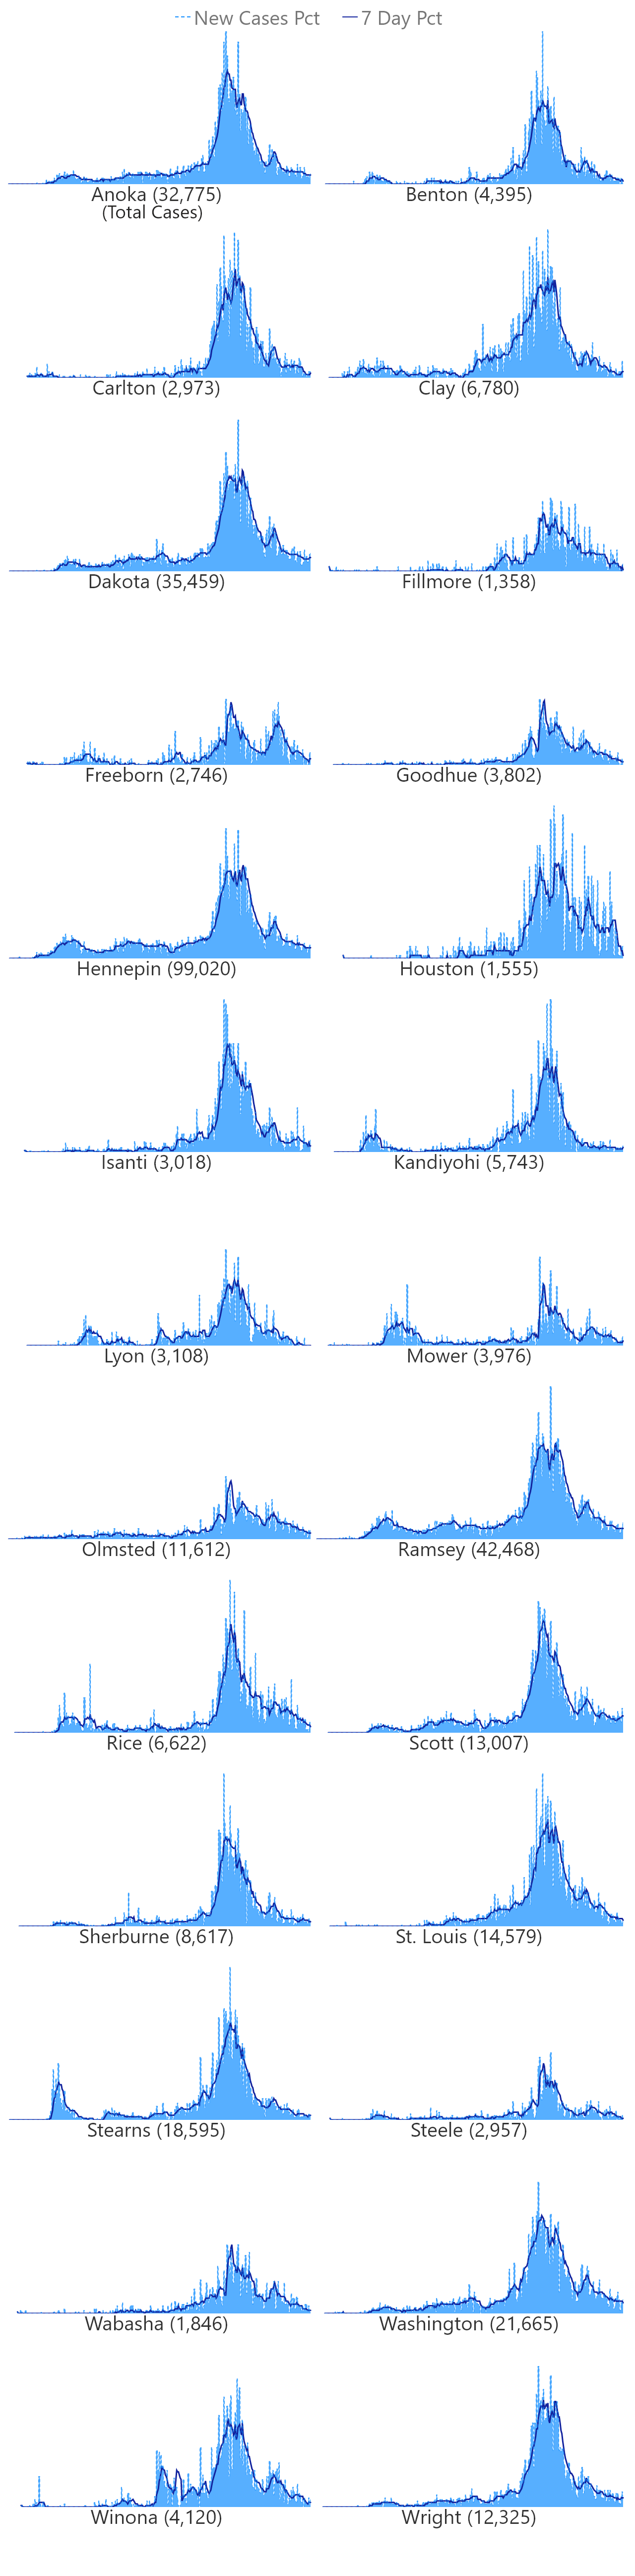 New Cases Pct 7 Day Pct
Anoka (32,775) Benton (4,395)
(Total Cases)
Carlton (2,973) Clay (6,780)
Dakota (35,459) Fillmore (1,358)
Freeborn (2,746) Goodhue (3,802)
Hennepin (99,020) Houston (1,555)
Isanti (3,018) Kandiyohi (5,743)
Lyon (3,108) Mower (3,976)
Olmsted (11,612) Ramsey (42,468)
Rice (6,622) Scott (13,007)
Sherburne (8,617) St. Louis (14,579)
Stearns (18,595) Steele (2,957)
Wabasha (1,846) Washington (21,665)
Winona (4,120) Wright (12,325)